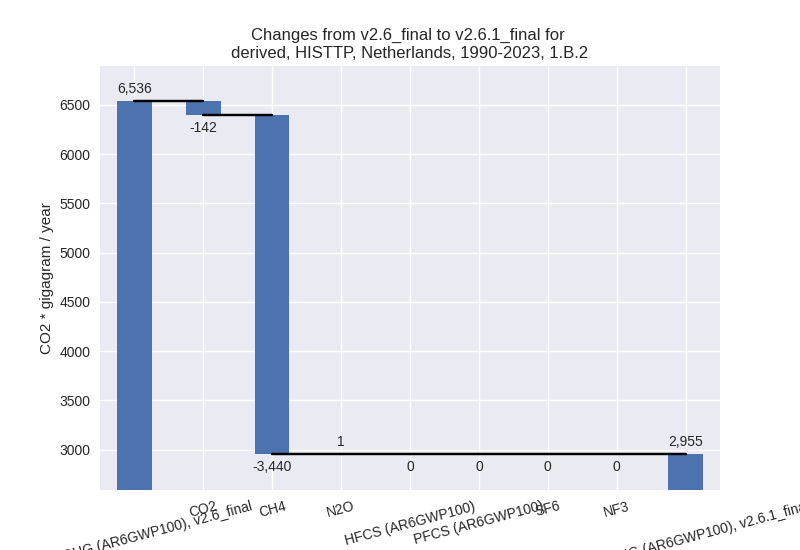 Changes from v2.6_final to v2.6.1_final for
derived, HISTTP, Netherlands, 1990-2023, 1.B.2
CO2 * gigagram / year
6500
6000
5500
5000
4500
4000
3500
3000
6,536
-142
-3,440
1
0
0
0
0
2,955
(AR6GWP100), v2.6_final
CO2
CH4
N2O
HFCS (AR6GWP100)
PFCS (AR6GWP100)
SF6
NF3
(AR6GWP100), v2.6.1